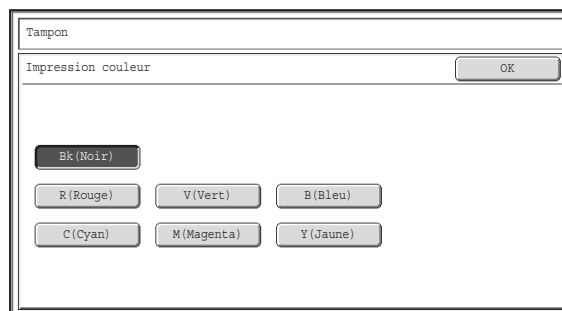 Tampon
Impression couleur OK
Bk(Noir)
R(Rouge) V(Vert) B(Bleu)
C(Cyan) M(Magenta) Y(Jaune)